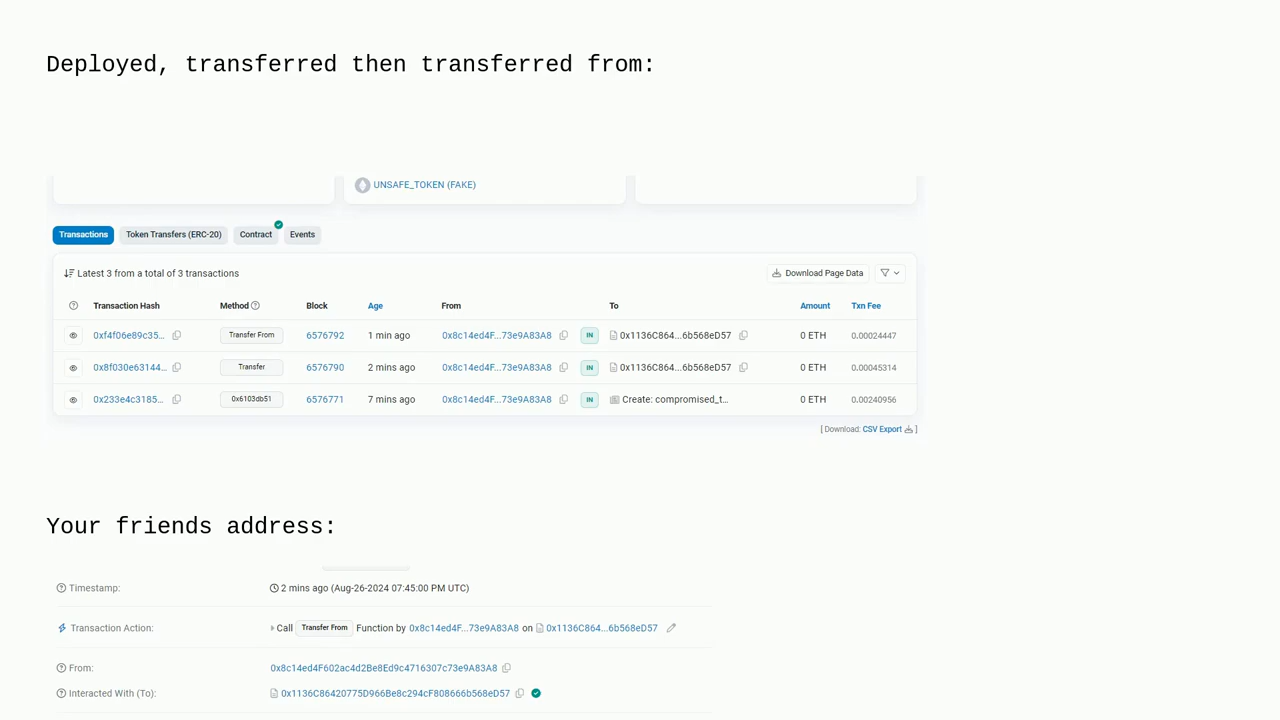 Deployed, transferred then transferred from:
UNSAFE_TOKEN (FAKE)
Transactions Token Transfers (ERC-20) Contract Events
Latest 3 from a total of 3 transactions Download Page Data
Transaction Hash Method Block Age From To Amount Txn Fee
0xf4f06e89c35... Transfer From 6576792 1 min ago 0x8c14ed4F...73e9A83A8 IN 0x1136C864...6b568eD57 0 ETH 0.00024447
0x8f030e63144... Transfer 6576790 2 mins ago 0x8c14ed4F...73e9A83A8 IN 0x1136C864...6b568eD57 0 ETH 0.00045314
0x233e4c3185... 0x6103db51 6576771 7 mins ago 0x8c14ed4F...73e9A83A8 IN Create: compromised_t... 0 ETH 0.00240956
[ Download: CSV Export ]
Your friends address:
Timestamp: 2 mins ago (Aug-26-2024 07:45:00 PM UTC)
Transaction Action: Call Transfer From Function by 0x8c14ed4F...73e9A83A8 on 0x1136C864...6b568eD57
From: 0x8c14ed4F602ac4d2Be8Ed9c4716307c73e9A83A8
Interacted With (To): 0x1136C86420775D966Be8c294cF808666b568eD57